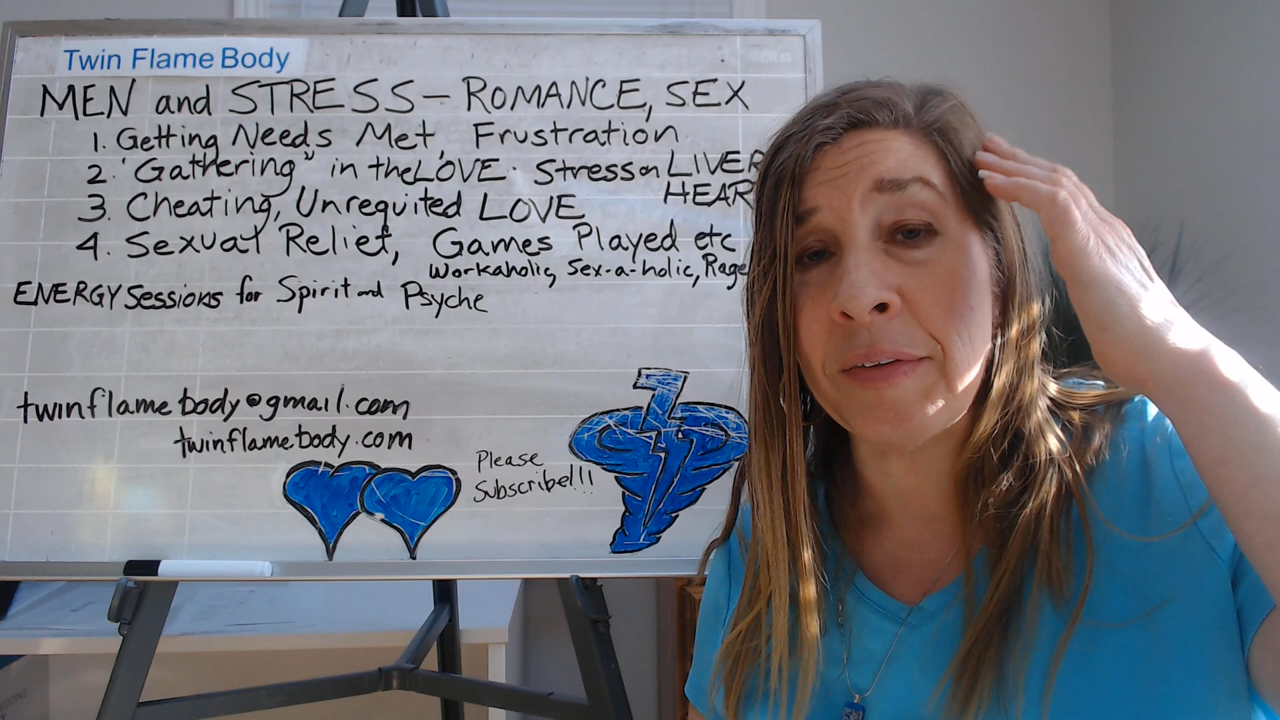 Twin Flame Body
MEN and STRESS - ROMANCE, SEX
1. Getting Needs Met, Frustration
2. "Gathering" in the LOVE. Stress on LIVER
HEAR
3. Cheating, Unrequited LOVE
4. Sexual Relief, Games Played etc
Workaholic, Sex-a-holic, Rage
ENERGY Sessions for Spirit and Psyche
twinflamebody@gmail.com
twinflamebody.com
Please
Subscribe!!!